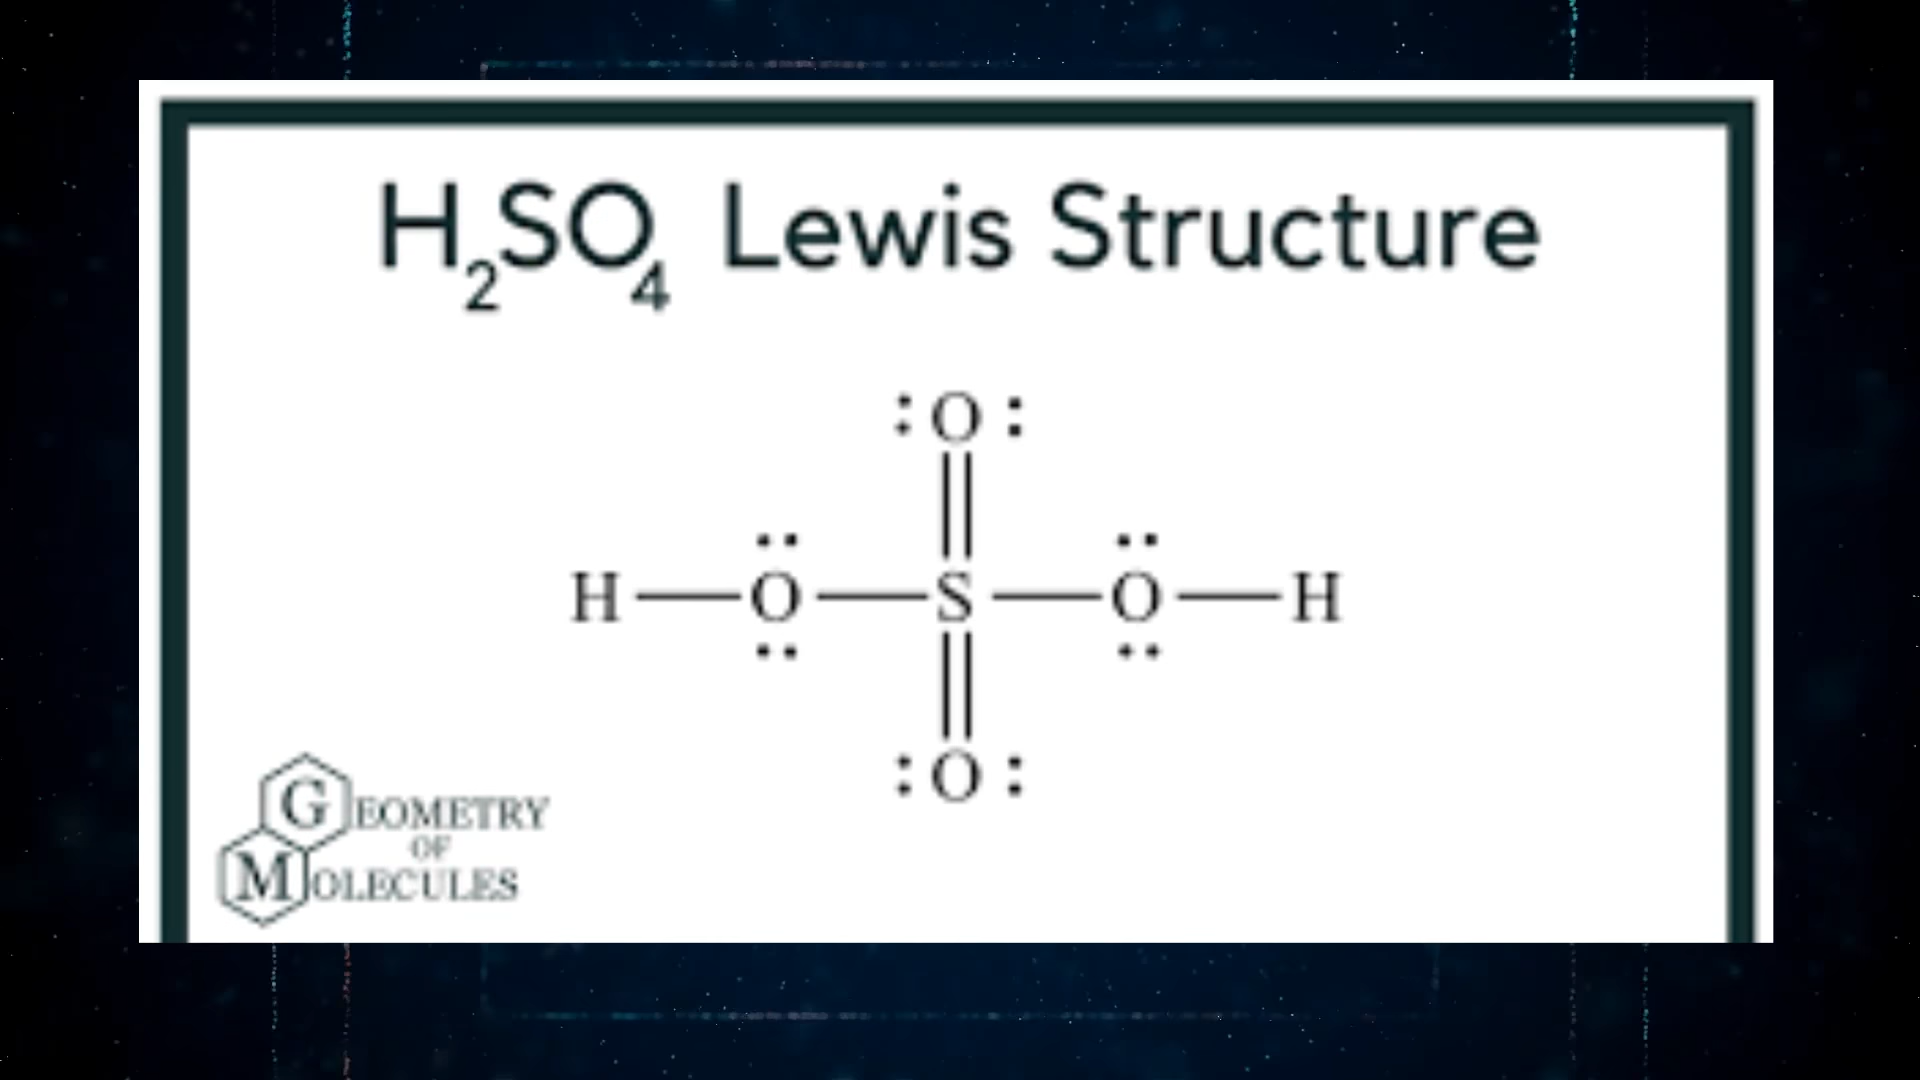 H₂SO₄ Lewis Structure
:O:
H—O—S—O—H
:O:
GEOMETRY
OF
MOLECULES